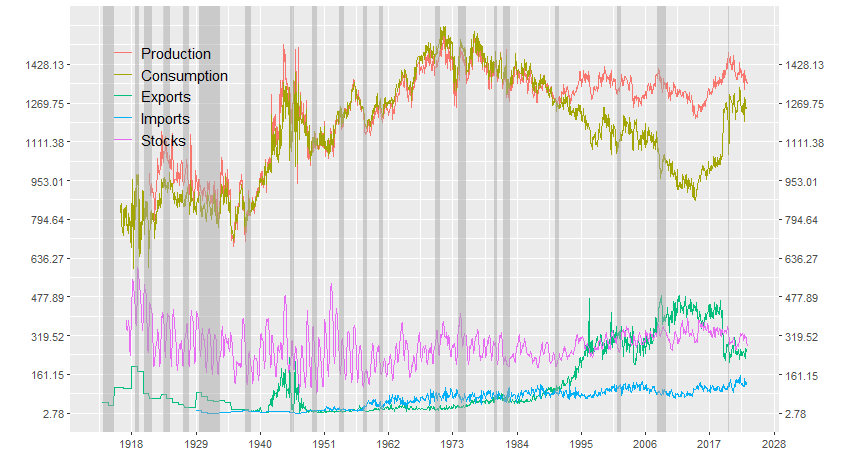 Production
Consumption
Exports
Imports
Stocks
1428.13 1428.13
1269.75 1269.75
1111.38 1111.38
953.01 953.01
794.64 794.64
636.27 636.27
477.89 477.89
319.52 319.52
161.15 161.15
2.78 2.78
1918 1929 1940 1951 1962 1973 1984 1995 2006 2017 2028